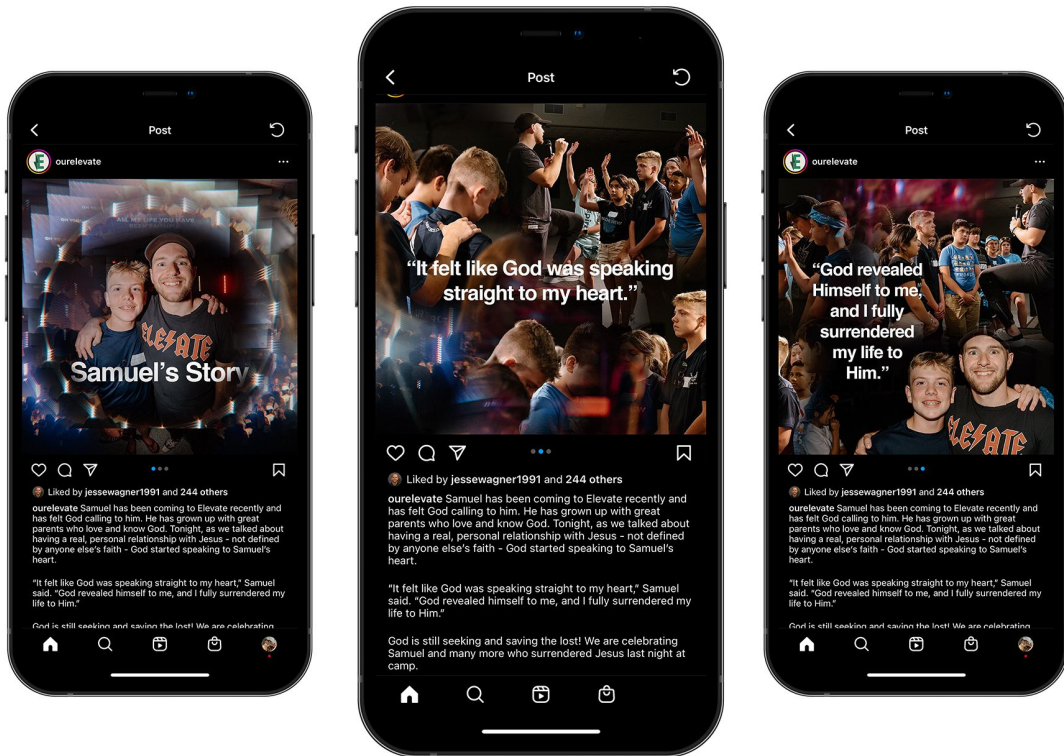 Post
ourelevate
ALL MY LIFE YOU HAVE
ELEVATE
Samuel's Story
Liked by jessewagner1991 and 244 others
ourelevate Samuel has been coming to Elevate recently and
has felt God calling to him. He has grown up with great
parents who love and know God. Tonight, as we talked about
having a real, personal relationship with Jesus - not defined
by anyone else's faith - God started speaking to Samuel's
heart.
"It felt like God was speaking straight to my heart," Samuel
said. "God revealed himself to me, and I fully surrendered my
life to Him."
God is still seeking and saving the lost! We are celebrating
Post
“It felt like God was speaking
straight to my heart.”
Liked by jessewagner1991 and 244 others
ourelevate Samuel has been coming to Elevate recently and
has felt God calling to him. He has grown up with great
parents who love and know God. Tonight, as we talked about
having a real, personal relationship with Jesus - not defined
by anyone else's faith - God started speaking to Samuel's
heart.
"It felt like God was speaking straight to my heart," Samuel
said. "God revealed himself to me, and I fully surrendered my
life to Him."
God is still seeking and saving the lost! We are celebrating
Samuel and many more who surrendered Jesus last night at
camp.
Post
ourelevate
“God revealed
Himself to me,
and I fully
surrendered
my life to
Him.”
ELEVATE
Liked by jessewagner1991 and 244 others
ourelevate Samuel has been coming to Elevate recently and
has felt God calling to him. He has grown up with great
parents who love and know God. Tonight, as we talked about
having a real, personal relationship with Jesus - not defined
by anyone else's faith - God started speaking to Samuel's
heart.
"It felt like God was speaking straight to my heart," Samuel
said. "God revealed himself to me, and I fully surrendered my
life to Him."
God is still seeking and saving the lost! We are celebrating